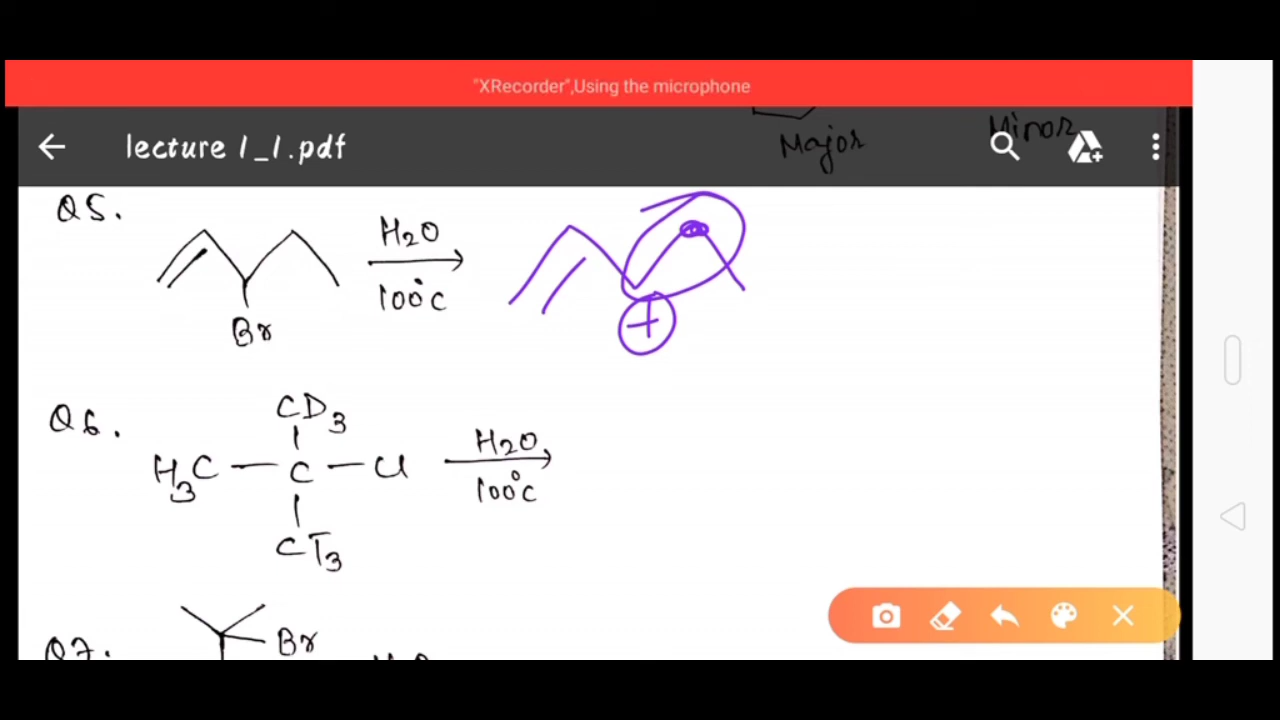 "XRecorder",Using the microphone
lecture 1_1.pdf
Major
Minor
Q5.
H2O
100°C
Br
+
Q6.
CD3
H3C — C — Cl
H2O
100°C
CT3
Q7.
Br